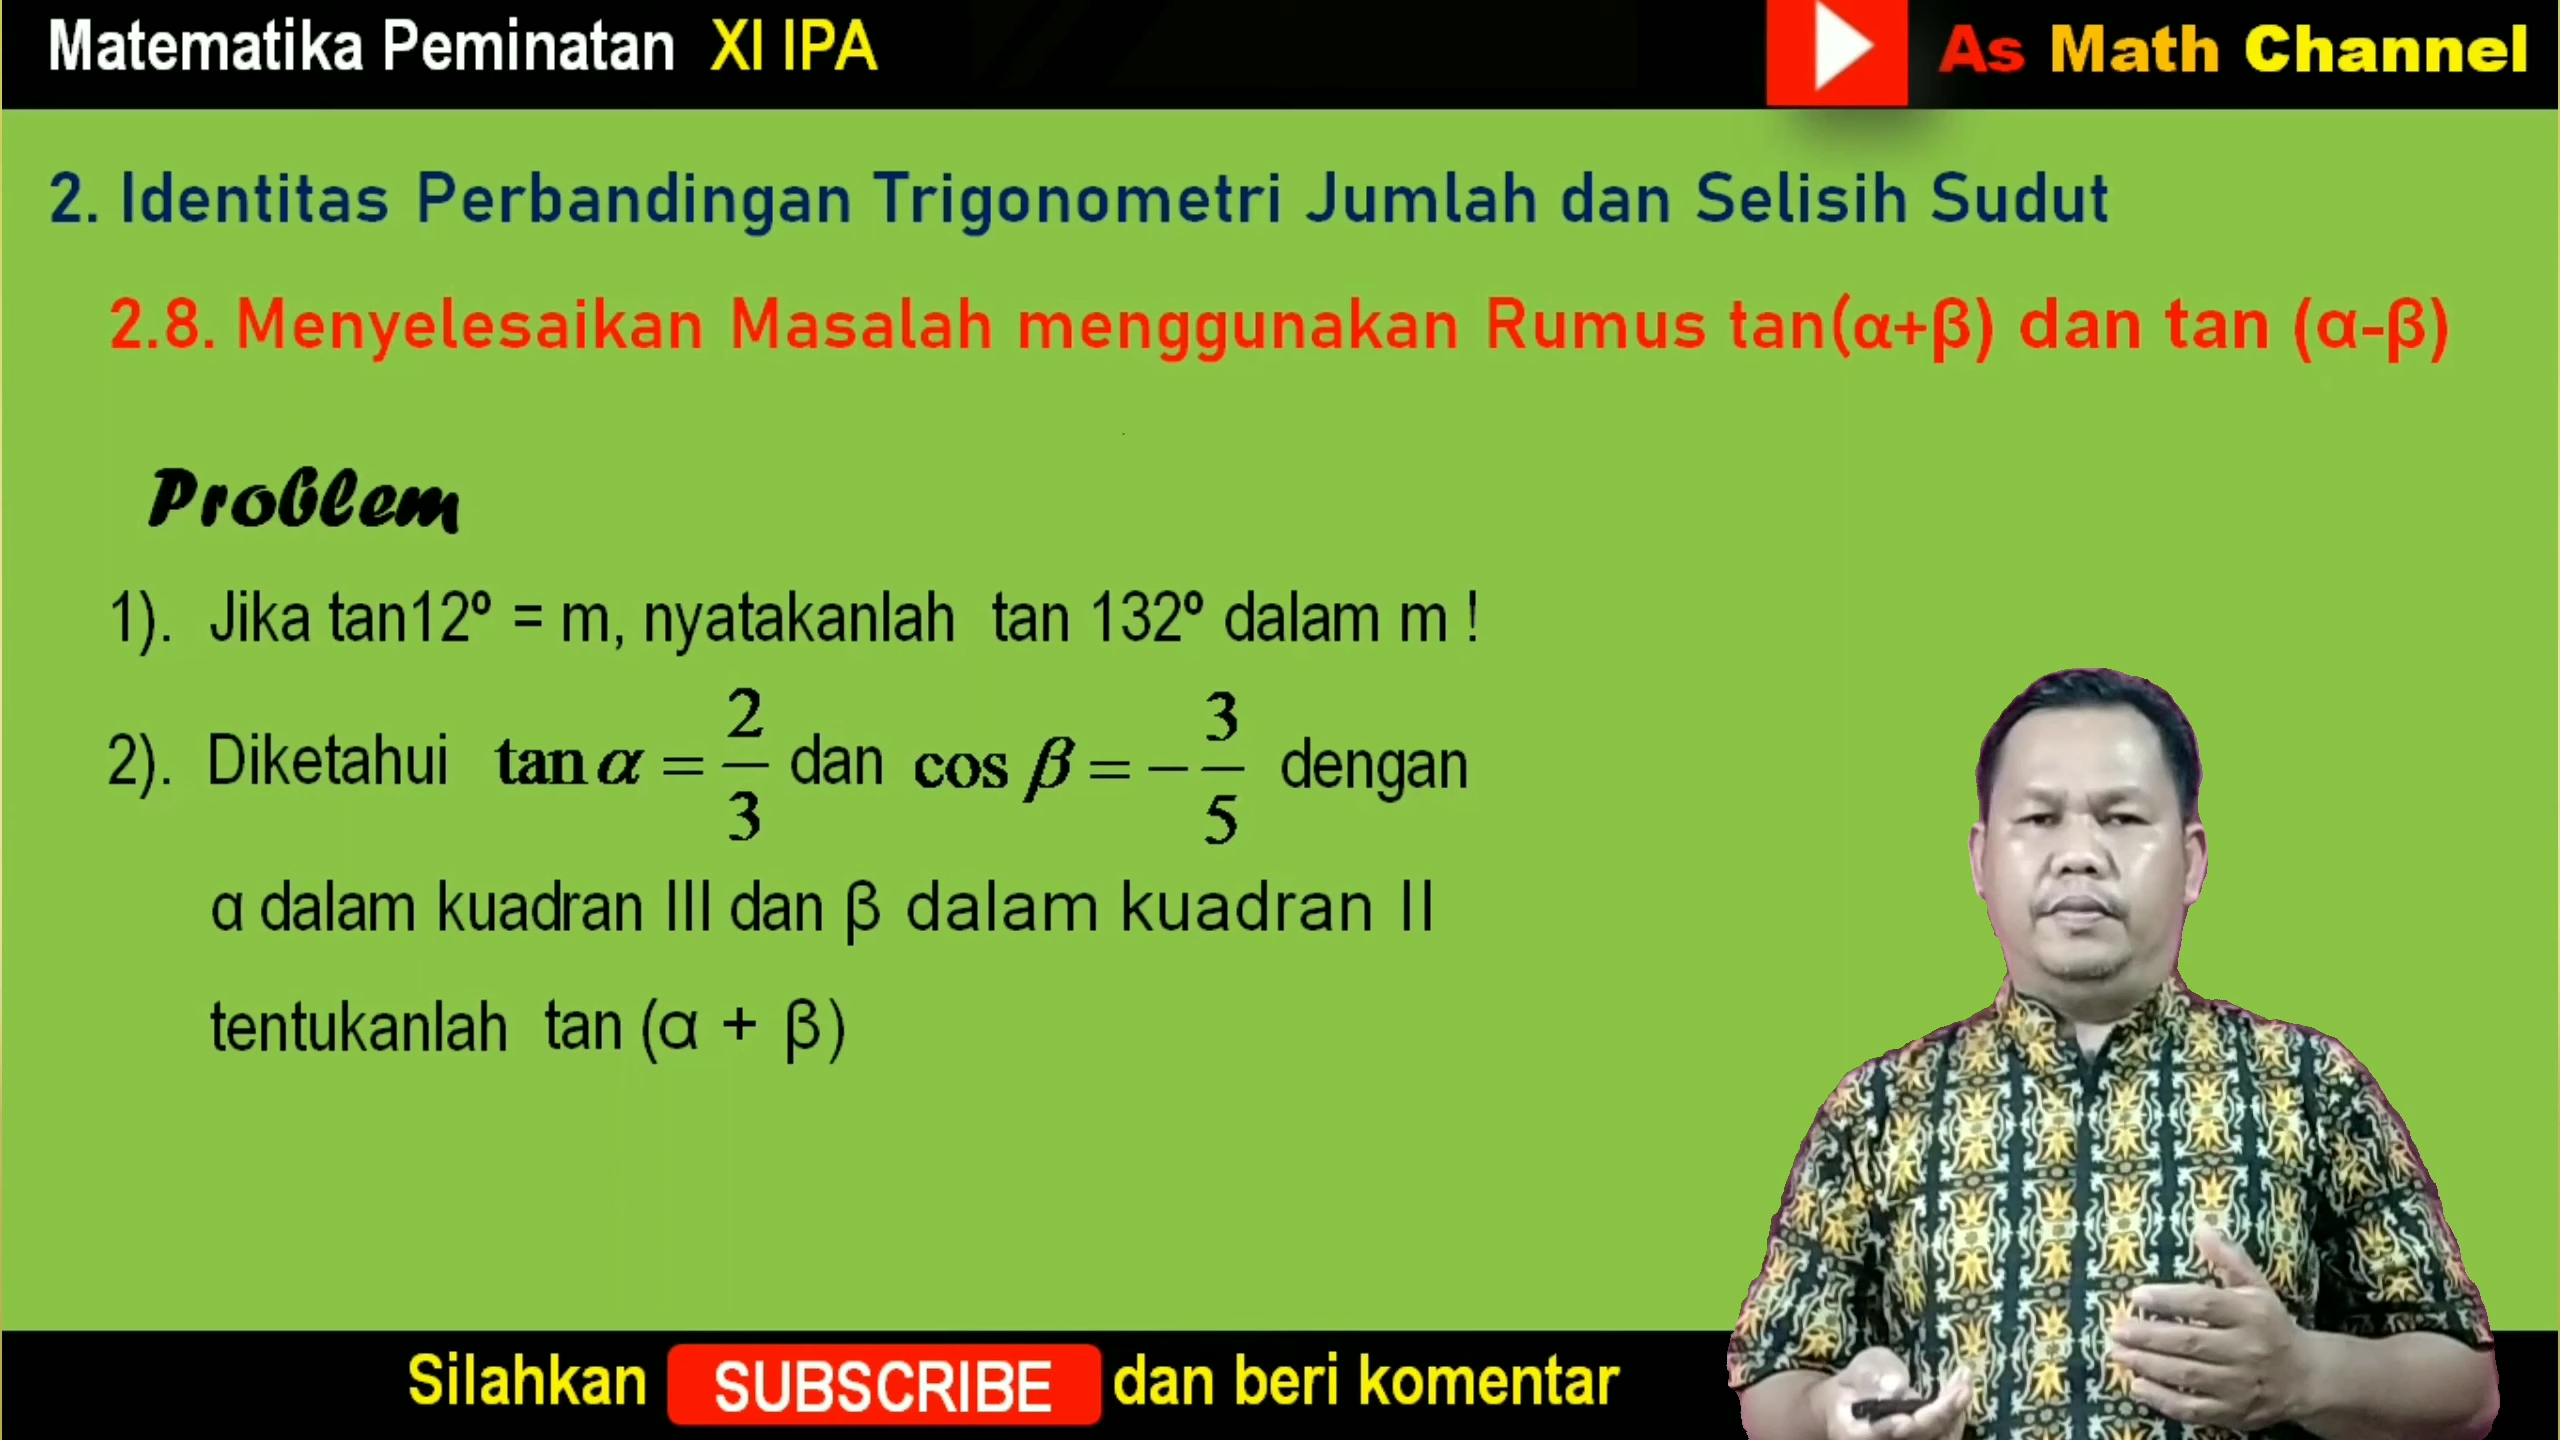 Matematika Peminatan XI IPA
As Math Channel
2. Identitas Perbandingan Trigonometri Jumlah dan Selisih Sudut
2.8. Menyelesaikan Masalah menggunakan Rumus tan(α+β) dan tan (α-β)
Problem
1). Jika tan12º = m, nyatakanlah tan 132º dalam m !
2). Diketahui tan α = 2/3 dan cos β = -3/5 dengan
α dalam kuadran III dan β dalam kuadran II
tentukanlah tan (α + β)
Silahkan SUBSCRIBE dan beri komentar